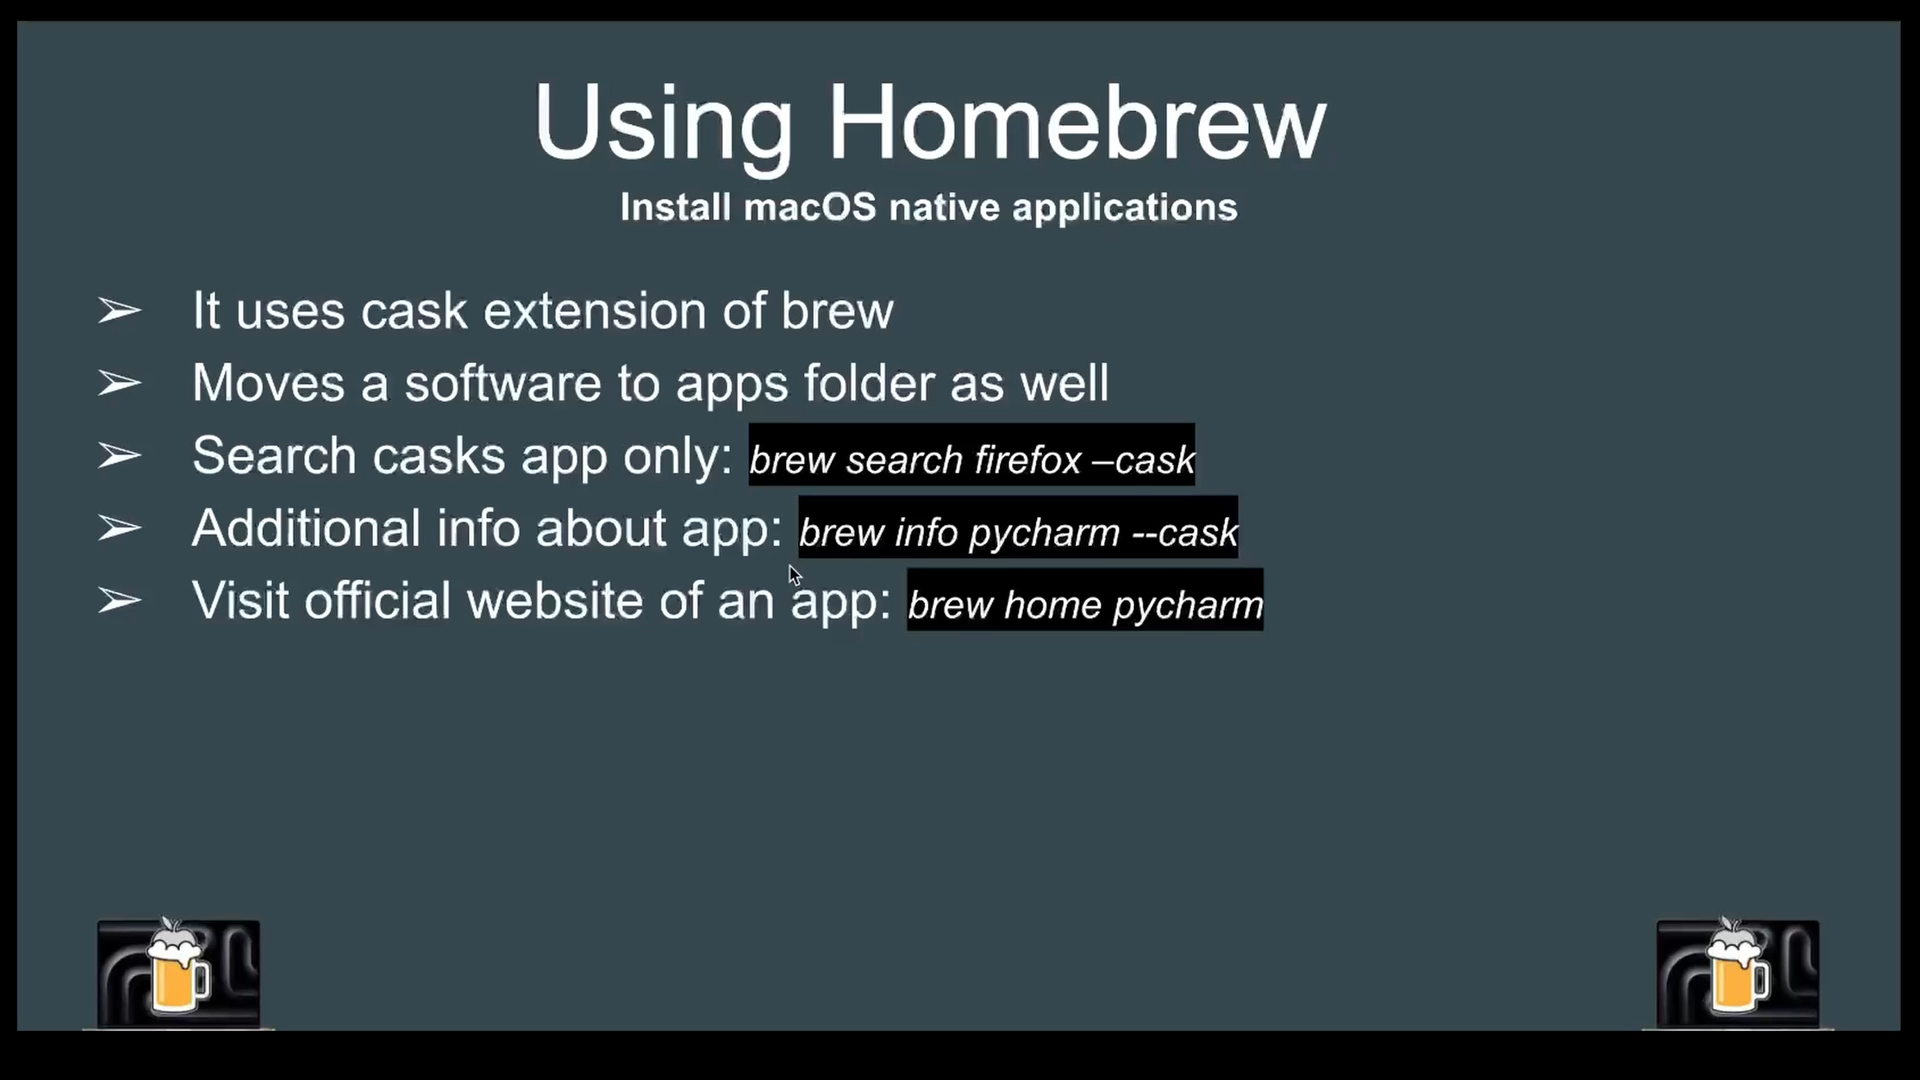 Using Homebrew
Install macOS native applications
➢ It uses cask extension of brew
➢ Moves a software to apps folder as well
➢ Search casks app only: brew search firefox –cask
➢ Additional info about app: brew info pycharm --cask
➢ Visit official website of an app: brew home pycharm